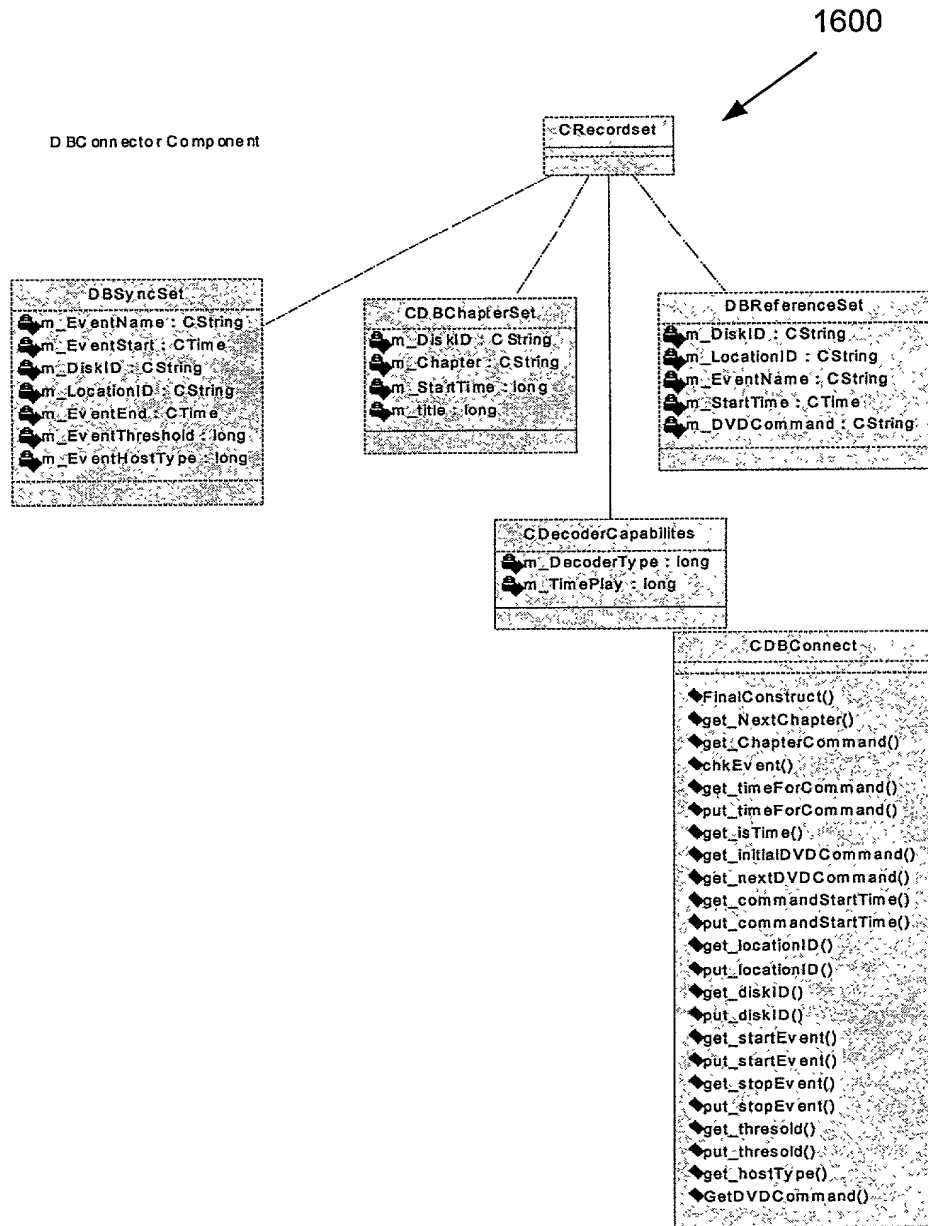 1600
DBConnector Component
CRecordset
DBSyncSet
m_EventName : CString
m_EventStart : CTime
m_DiskID : CString
m_LocationID : CString
m_EventEnd : CTime
m_EventThreshold : long
m_EventHostType : long
CDBChapterSet
m_DiskID : CString
m_Chapter : CString
m_StartTime : long
m_title : long
DBReferenceSet
m_DiskID : CString
m_LocationID : CString
m_EventName : CString
m_StartTime : CTime
m_DVDCommand : CString
CDecoderCapabilites
m_DecoderType : long
m_TimePlay : long
CDBConnect
FinalConstruct()
get_NextChapter()
get_ChapterCommand()
chkEvent()
get_timeForCommand()
put_timeForCommand()
get_isTime()
get_initialDVDCommand()
get_nextDVDCommand()
get_commandStartTime()
put_commandStartTime()
get_locationID()
put_locationID()
get_diskID()
put_diskID()
get_startEvent()
put_startEvent()
get_stopEvent()
put_stopEvent()
get_thresold()
put_thresold()
get_hostType()
GetDVDCommand()